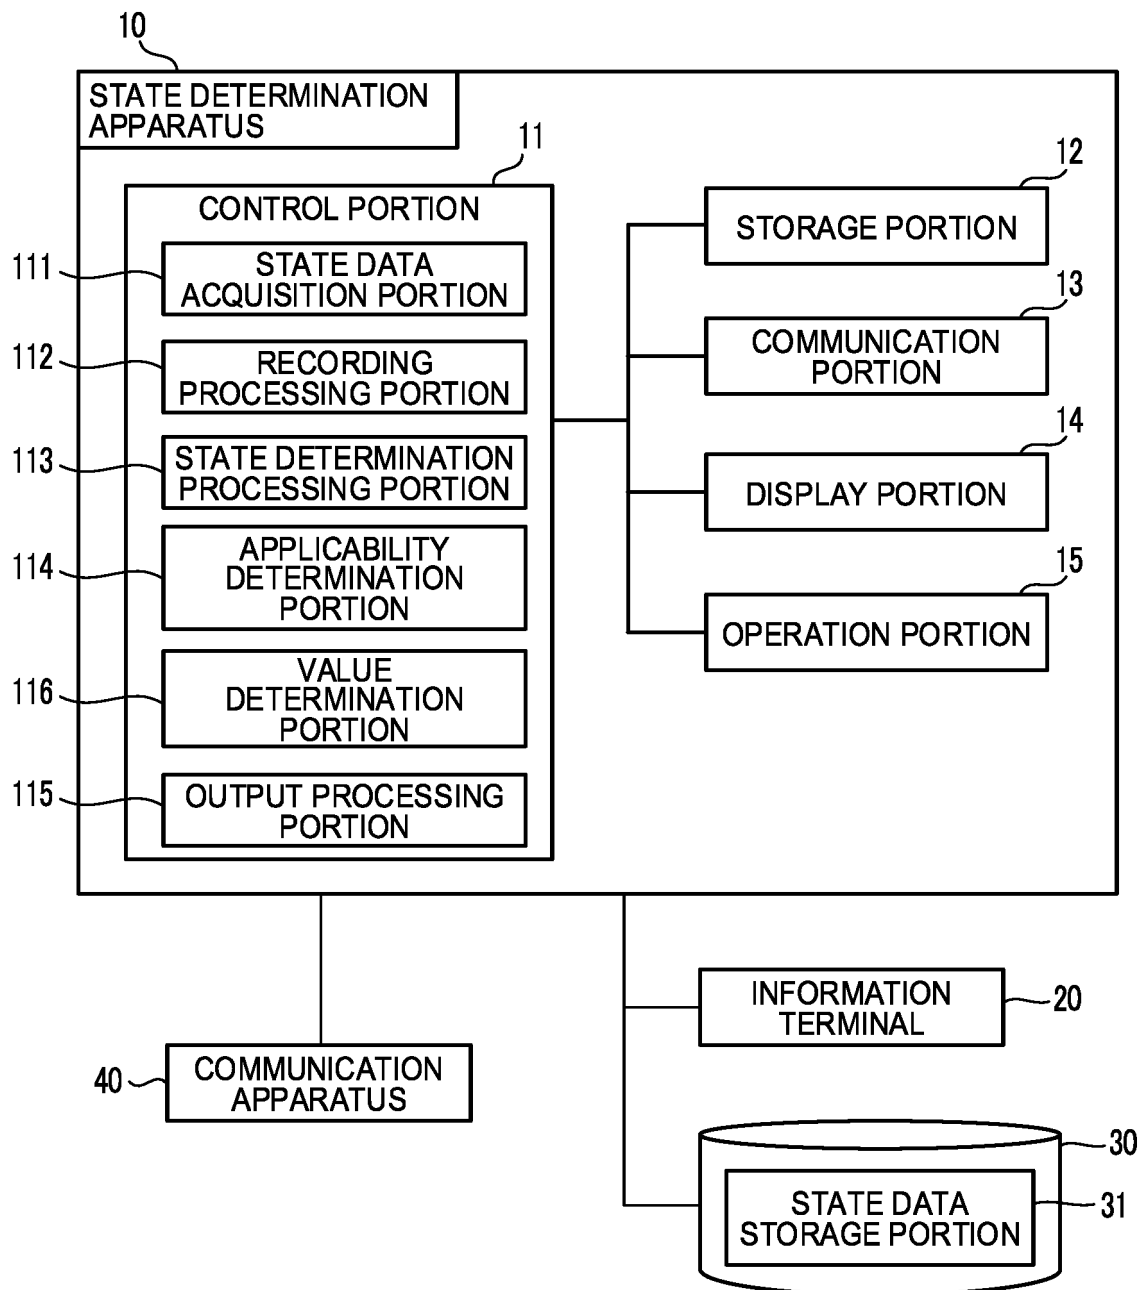 10
STATE DETERMINATION
APPARATUS
11
CONTROL PORTION
111
STATE DATA
ACQUISITION PORTION
112
RECORDING
PROCESSING PORTION
113
STATE DETERMINATION
PROCESSING PORTION
114
APPLICABILITY
DETERMINATION
PORTION
116
VALUE
DETERMINATION
PORTION
115
OUTPUT PROCESSING
PORTION
12
STORAGE PORTION
13
COMMUNICATION
PORTION
14
DISPLAY PORTION
15
OPERATION PORTION
40
COMMUNICATION
APPARATUS
INFORMATION
TERMINAL
20
30
STATE DATA
STORAGE PORTION
31